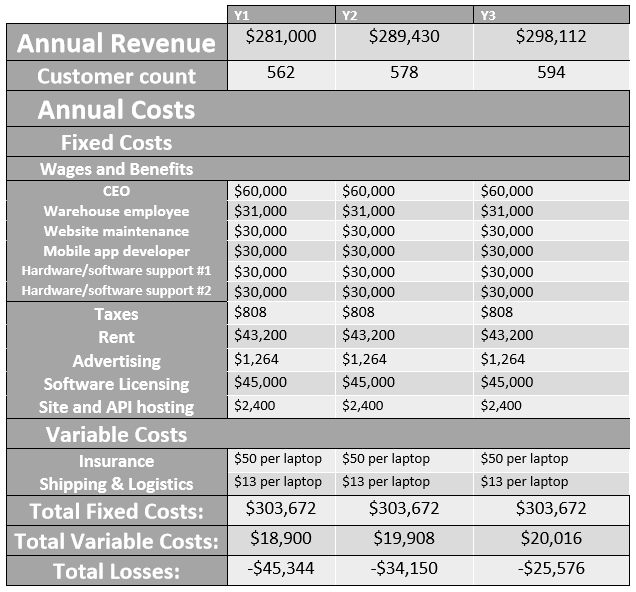 Y1 Y2 Y3
Annual Revenue $281,000 $289,430 $298,112
Customer count 562 578 594
Annual Costs
Fixed Costs
Wages and Benefits
CEO $60,000 $60,000 $60,000
Warehouse employee $31,000 $31,000 $31,000
Website maintenance $30,000 $30,000 $30,000
Mobile app developer $30,000 $30,000 $30,000
Hardware/software support #1 $30,000 $30,000 $30,000
Hardware/software support #2 $30,000 $30,000 $30,000
Taxes $808 $808 $808
Rent $43,200 $43,200 $43,200
Advertising $1,264 $1,264 $1,264
Software Licensing $45,000 $45,000 $45,000
Site and API hosting $2,400 $2,400 $2,400
Variable Costs
Insurance $50 per laptop $50 per laptop $50 per laptop
Shipping & Logistics $13 per laptop $13 per laptop $13 per laptop
Total Fixed Costs: $303,672 $303,672 $303,672
Total Variable Costs: $18,900 $19,908 $20,016
Total Losses: -$45,344 -$34,150 -$25,576